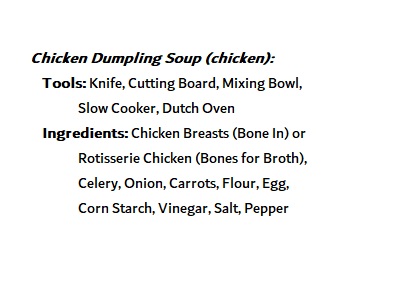 Chicken Dumpling Soup (chicken):
Tools: Knife, Cutting Board, Mixing Bowl,
Slow Cooker, Dutch Oven
Ingredients: Chicken Breasts (Bone In) or
Rotisserie Chicken (Bones for Broth),
Celery, Onion, Carrots, Flour, Egg,
Corn Starch, Vinegar, Salt, Pepper